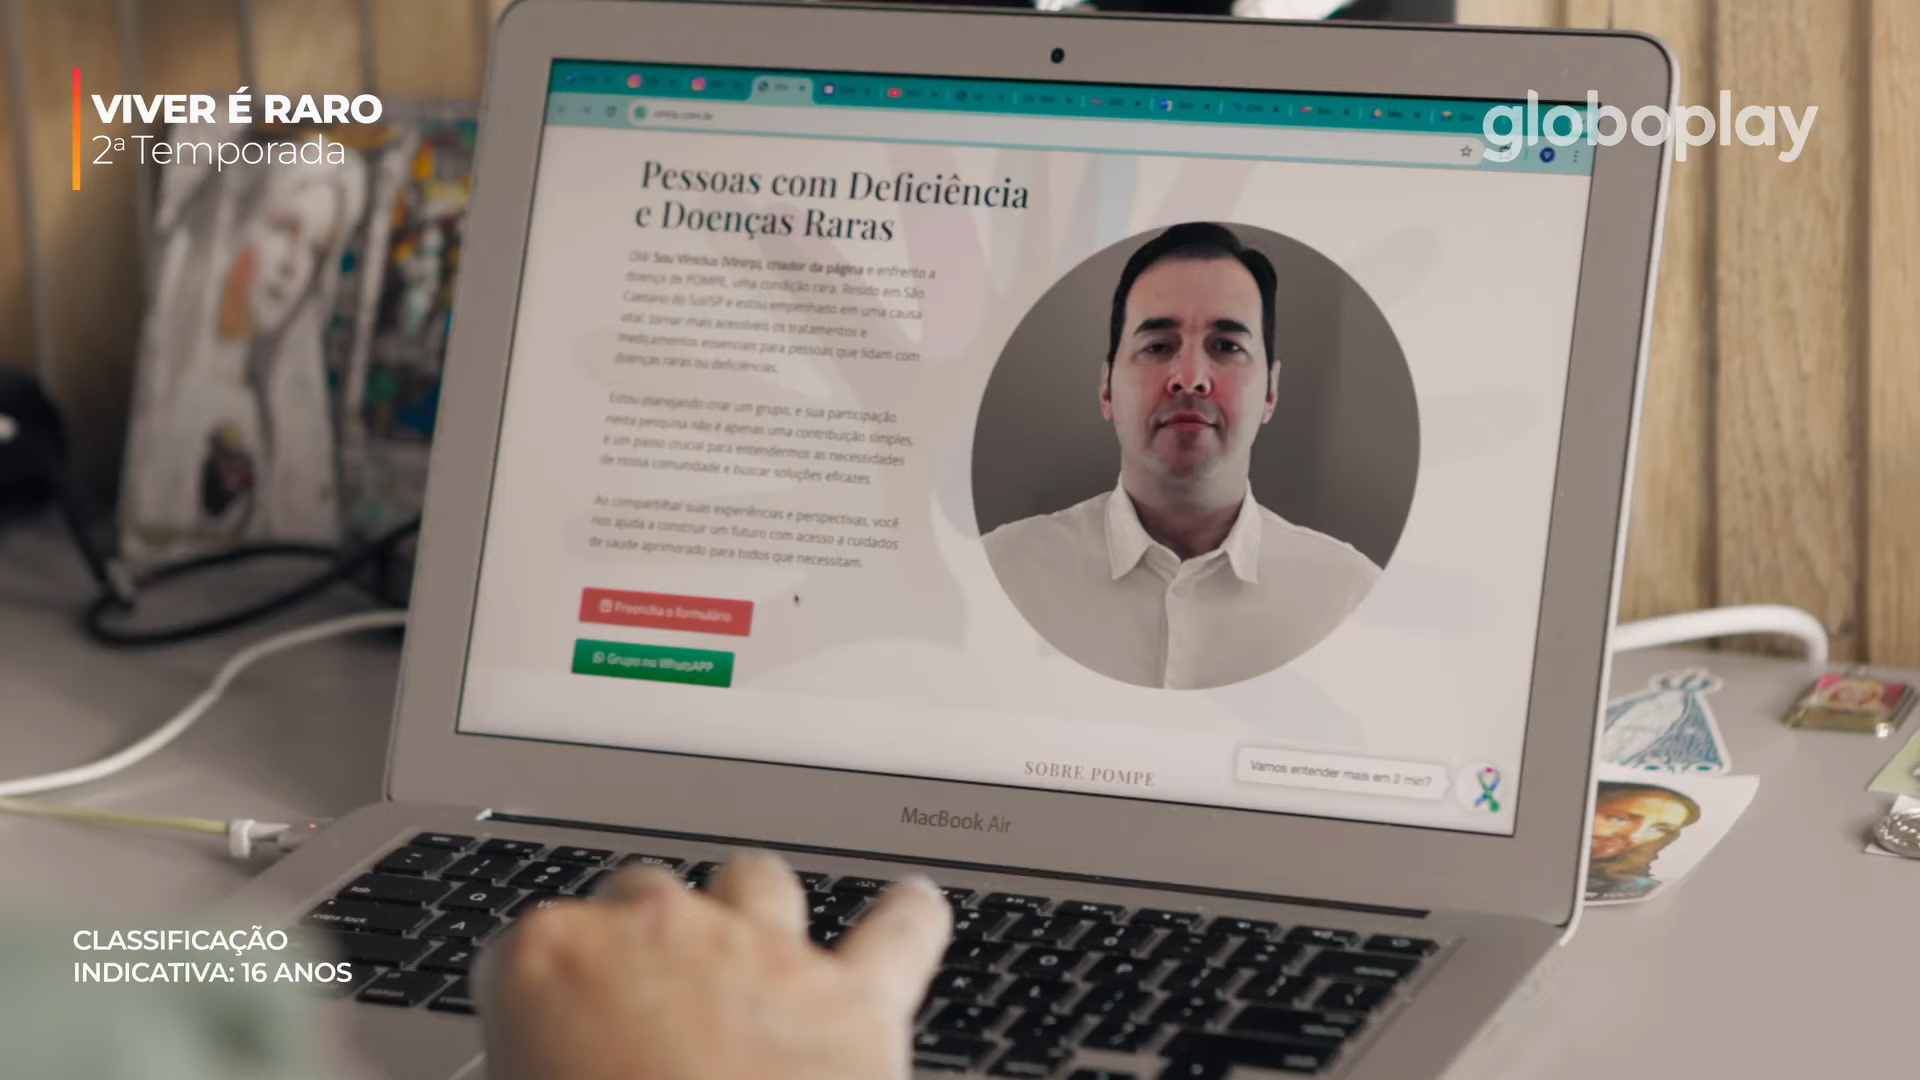 VIVER É RARO
2ª Temporada
globoplay
Pessoas com Deficiência
e Doenças Raras
Olá! Sou Vinicius (Vinirp), criador da página e enfrento a
doença de POMPE, uma condição rara. Resido em São
Caetano do Sul/SP e estou empenhado em uma causa
vital: tornar mais acessíveis os tratamentos e
medicamentos essenciais para pessoas que lidam com
doenças raras ou deficiências.
Estou planejando criar um grupo, e sua participação
nesta pesquisa não é apenas uma contribuição simples,
é um passo crucial para entendermos as necessidades
de nossa comunidade e buscar soluções eficazes.
Ao compartilhar suas experiências e perspectivas, você
nos ajuda a construir um futuro com acesso a cuidados
de saúde aprimorado para todos que necessitam.
Preencha o formulário
Grupo no WhatsAPP
SOBRE POMPE
Vamos entender mais em 2 min?
MacBook Air
CLASSIFICAÇÃO
INDICATIVA: 16 ANOS